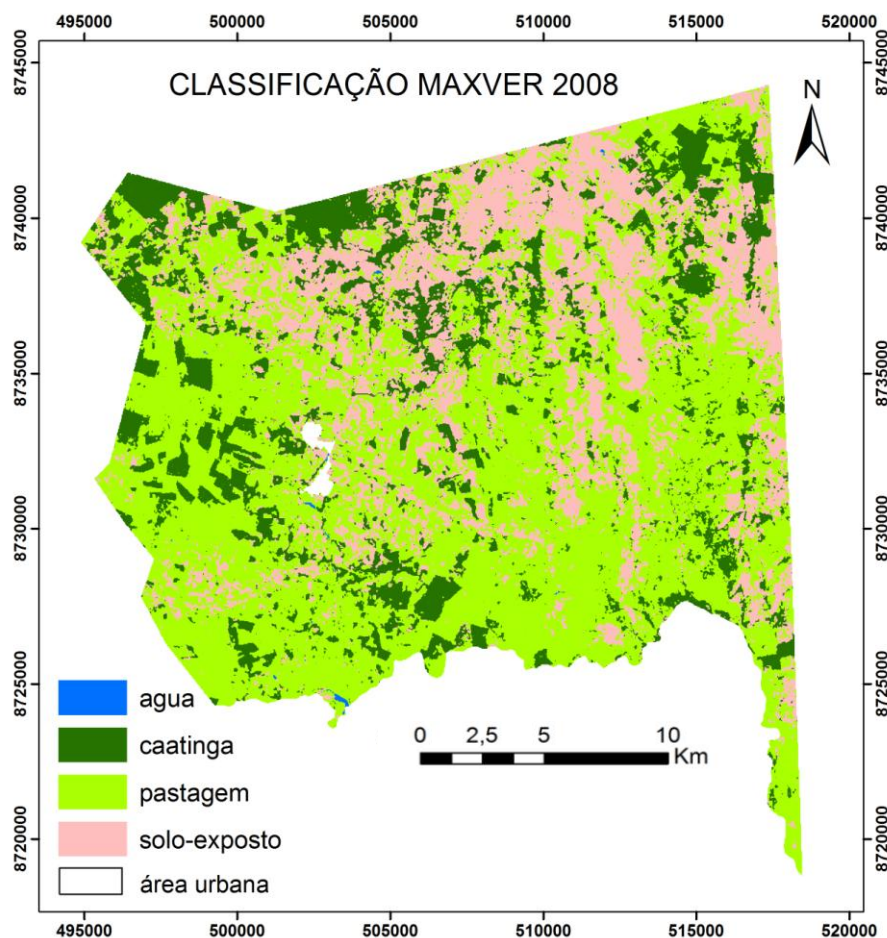 495000 500000 505000 510000 515000 520000
CLASSIFICAÇÃO MAXVER 2008
N
8745000 8745000
8740000 8740000
8735000 8735000
8730000 8730000
8725000 8725000
8720000 8720000
agua
caatinga
pastagem
solo-exposto
área urbana
0 2,5 5 10
Km
495000 500000 505000 510000 515000 520000